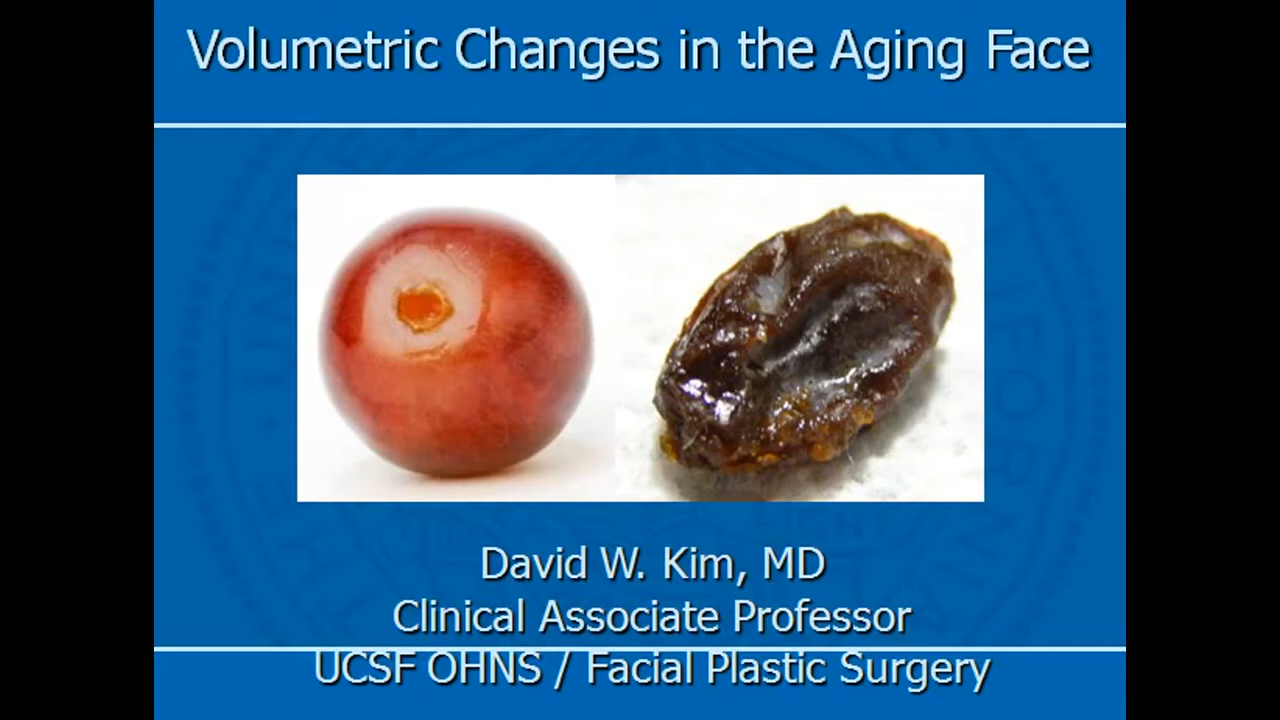 Volumetric Changes in the Aging Face
David W. Kim, MD
Clinical Associate Professor
UCSF OHNS / Facial Plastic Surgery